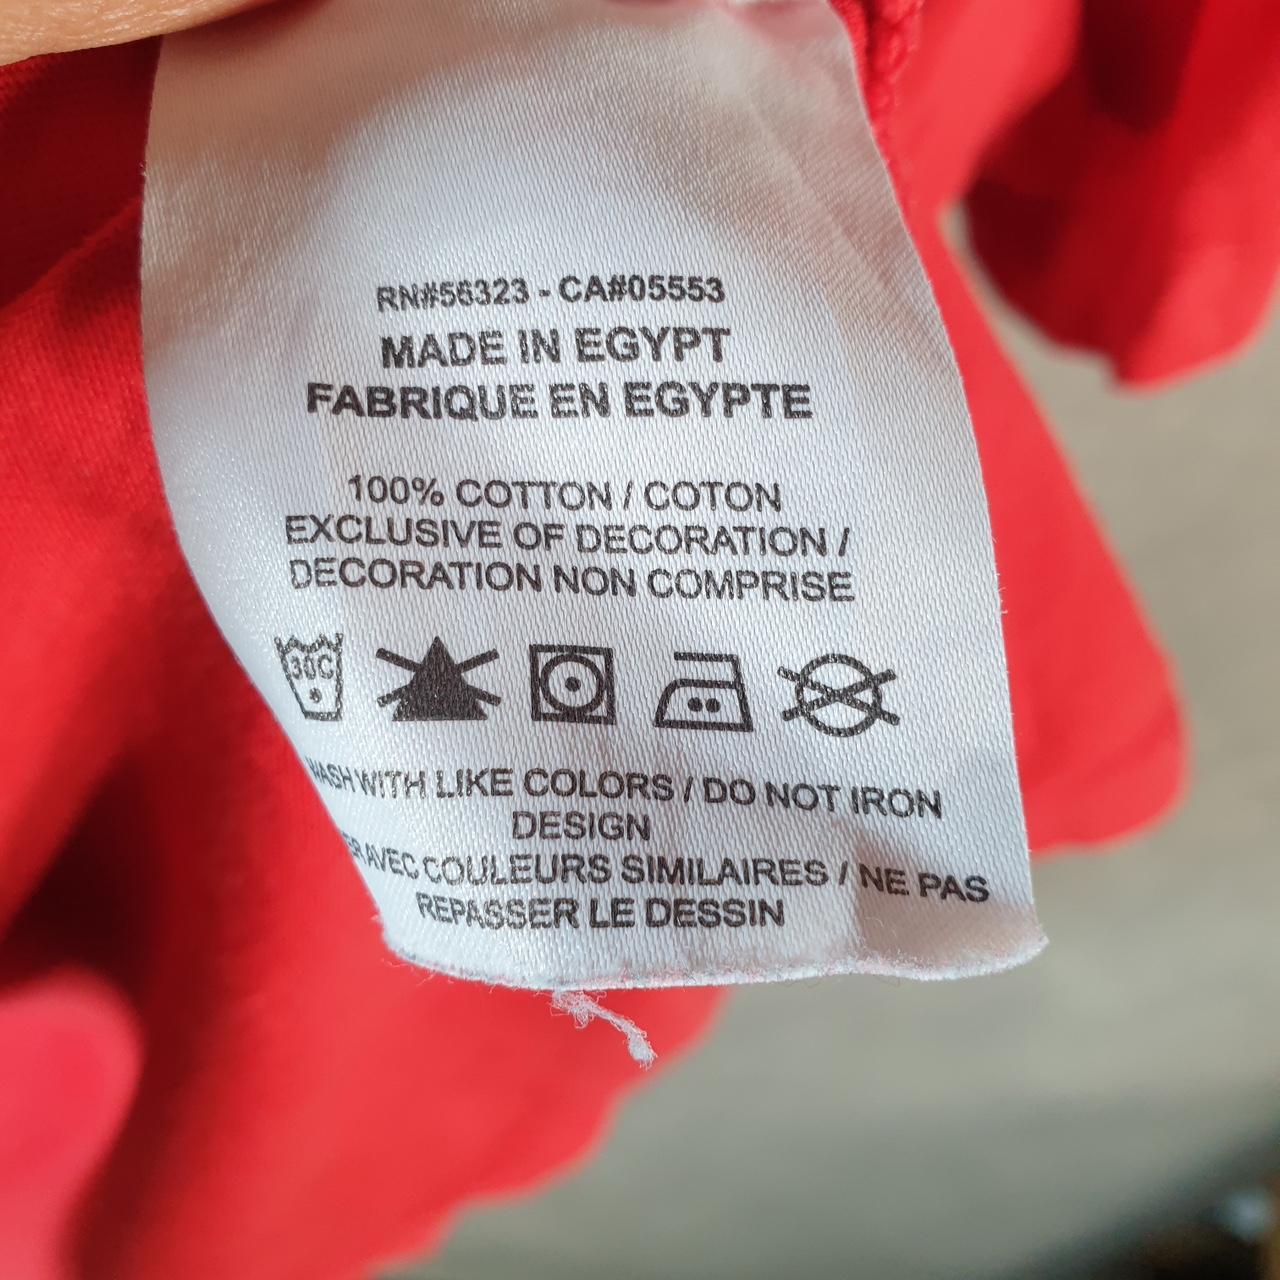 RN#56323 - CA#05553
MADE IN EGYPT
FABRIQUE EN EGYPTE
100% COTTON / COTON
EXCLUSIVE OF DECORATION /
DECORATION NON COMPRISE
30C
WASH WITH LIKE COLORS / DO NOT IRON
DESIGN
AVEC COULEURS SIMILAIRES / NE PAS
REPASSER LE DESSIN